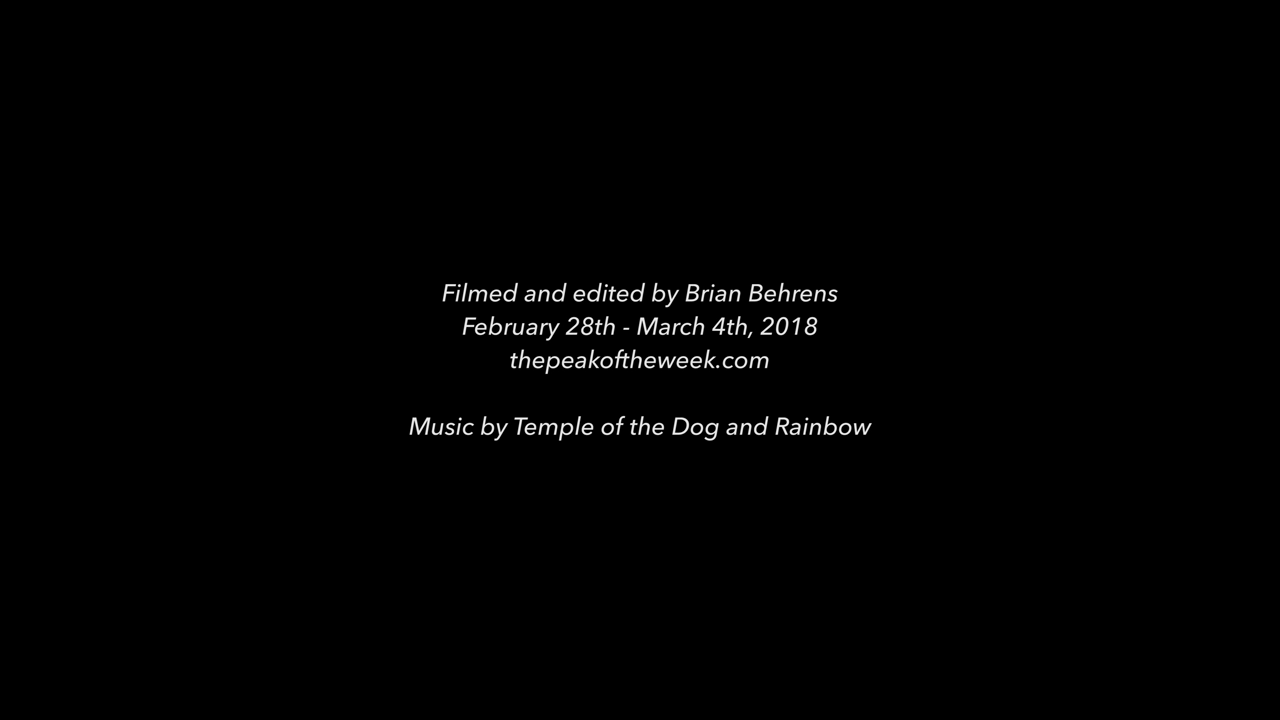 Filmed and edited by Brian Behrens
February 28th - March 4th, 2018
thepeakoftheweek.com
Music by Temple of the Dog and Rainbow